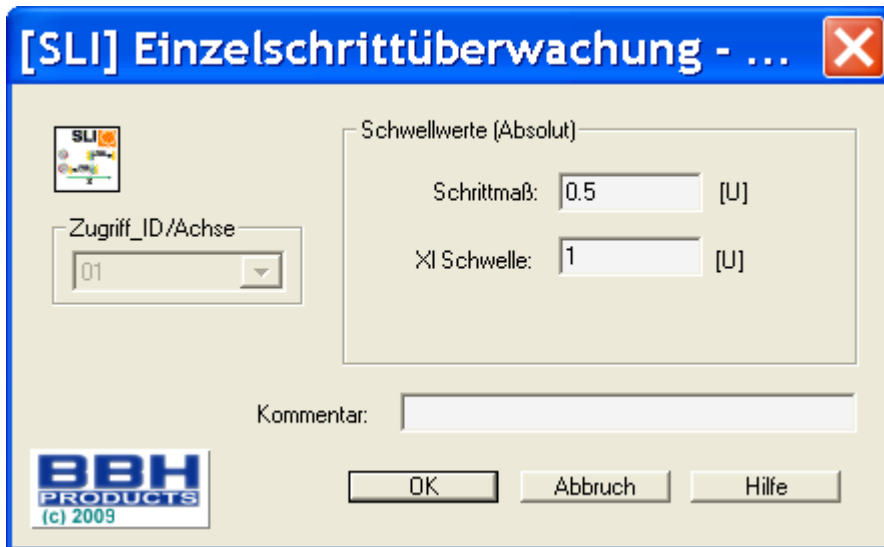 [SLI] Einzelschrittüberwachung - ...
SLI
Schwellwerte (Absolut)
Schrittmaß: 0.5 [U]
Zugriff_ID/Achse
01
XI Schwelle: 1 [U]
Kommentar:
BBH
PRODUCTS
(c) 2009
OK Abbruch Hilfe